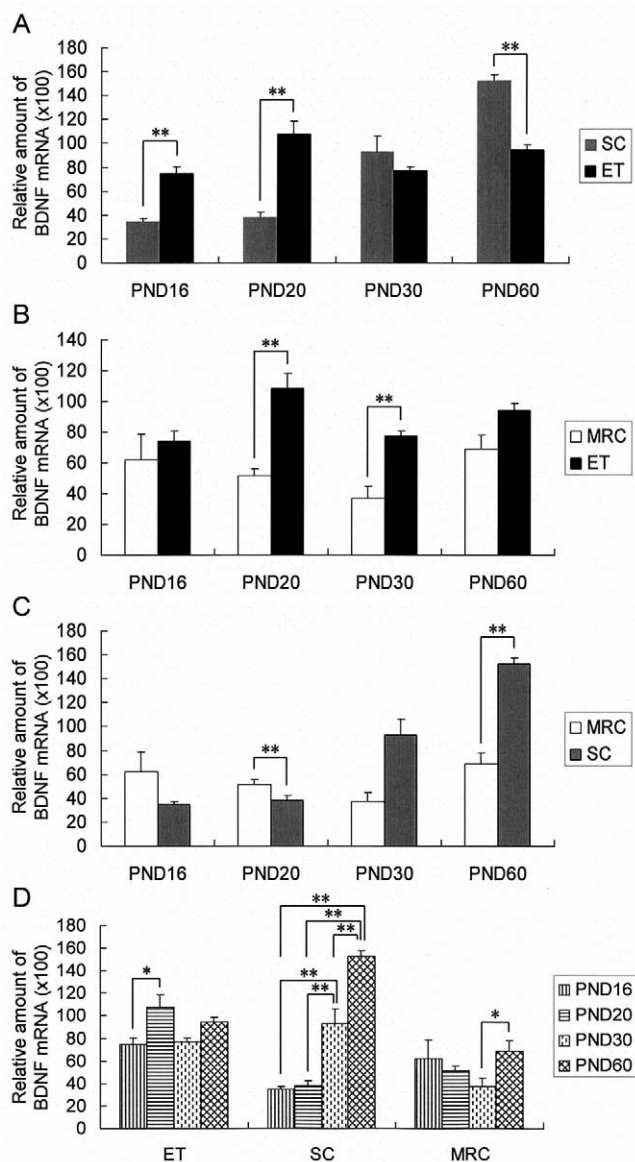 A
Relative amount of
BDNF mRNA (x100)
180
160
140
120
100
80
60
40
20
0
**
**
**
PND16 PND20 PND30 PND60
SC
ET
B
Relative amount of
BDNF mRNA (x100)
140
120
100
80
60
40
20
0
**
**
PND16 PND20 PND30 PND60
MRC
ET
C
Relative amount of
BDNF mRNA (x100)
180
160
140
120
100
80
60
40
20
0
**
**
PND16 PND20 PND30 PND60
MRC
SC
D
Relative amount of
BDNF mRNA (x100)
180
160
140
120
100
80
60
40
20
0
*
**
**
**
**
**
*
ET SC MRC
PND16
PND20
PND30
PND60